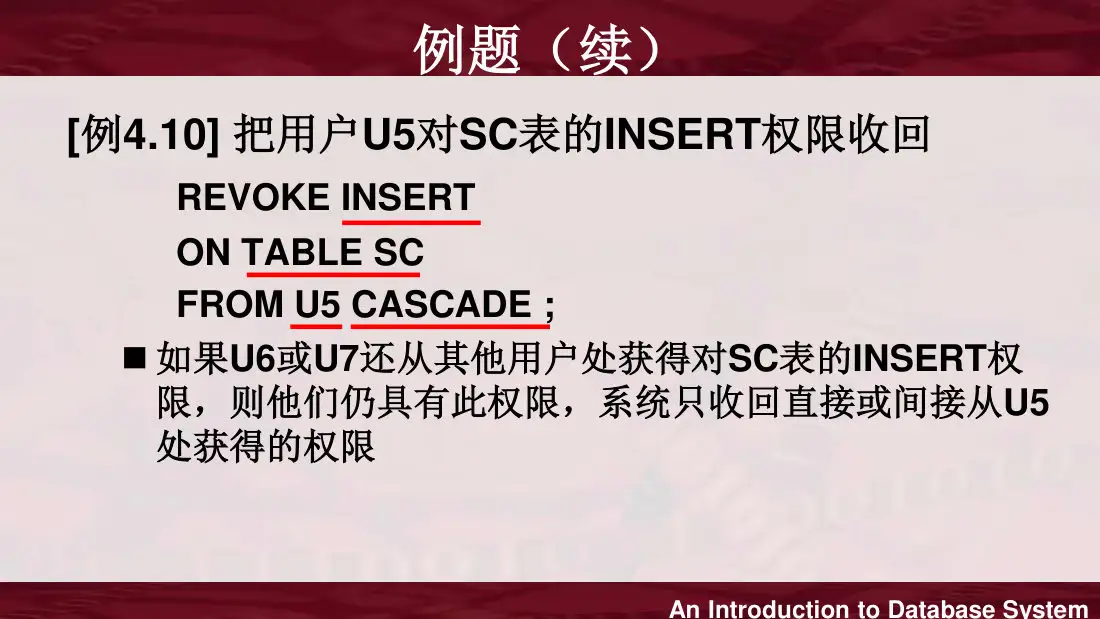 例题（续）
[例4.10] 把用户U5对SC表的INSERT权限收回
REVOKE INSERT
ON TABLE SC
FROM U5 CASCADE ;
■ 如果U6或U7还从其他用户处获得对SC表的INSERT权
限，则他们仍具有此权限，系统只收回直接或间接从U5
处获得的权限
An Introduction to Database System